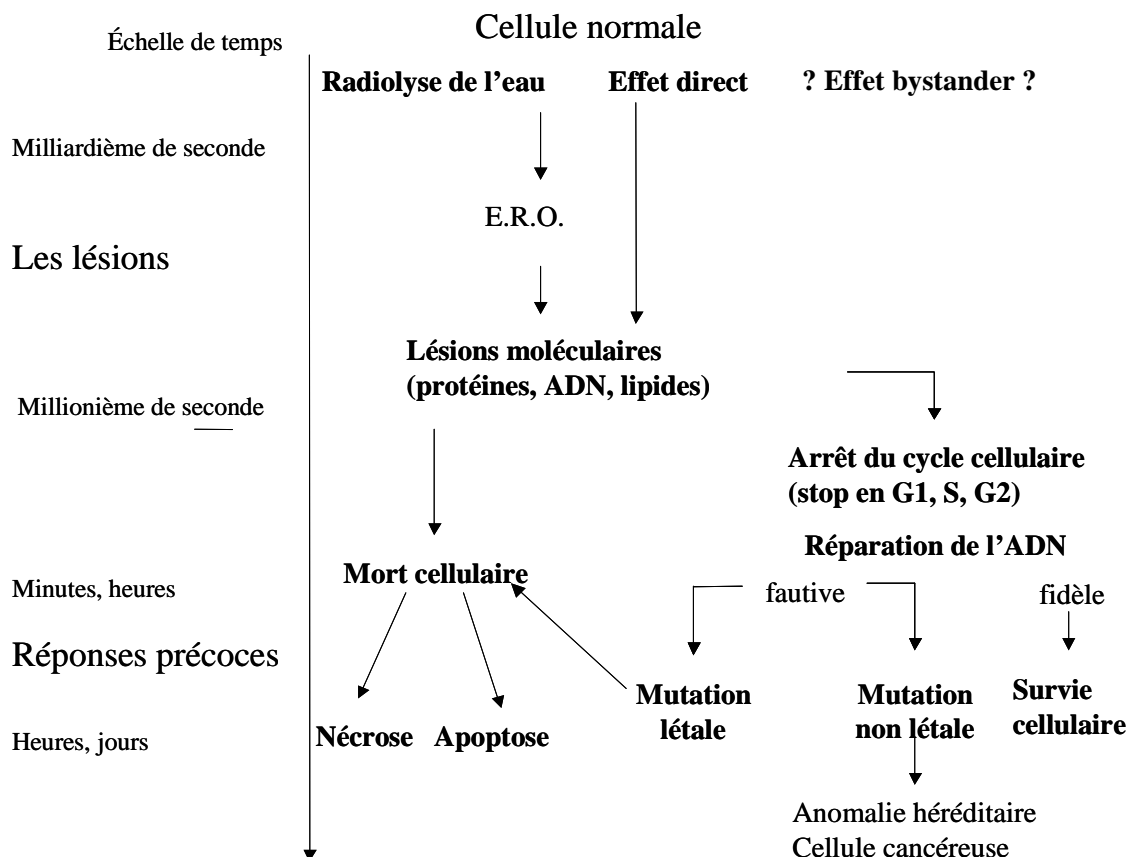 Cellule normale
Échelle de temps
Radiolyse de l'eau Effet direct ? Effet bystander ?
Milliardième de seconde
E.R.O.
Les lésions
Lésions moléculaires
(protéines, ADN, lipides)
Millionième de seconde
Arrêt du cycle cellulaire
(stop en G1, S, G2)
Réparation de l'ADN
Mort cellulaire
Minutes, heures
fautive fidèle
Réponses précoces
Mutation
létale
Mutation
non létale
Survie
cellulaire
Heures, jours
Nécrose Apoptose
Anomalie héréditaire
Cellule cancéreuse